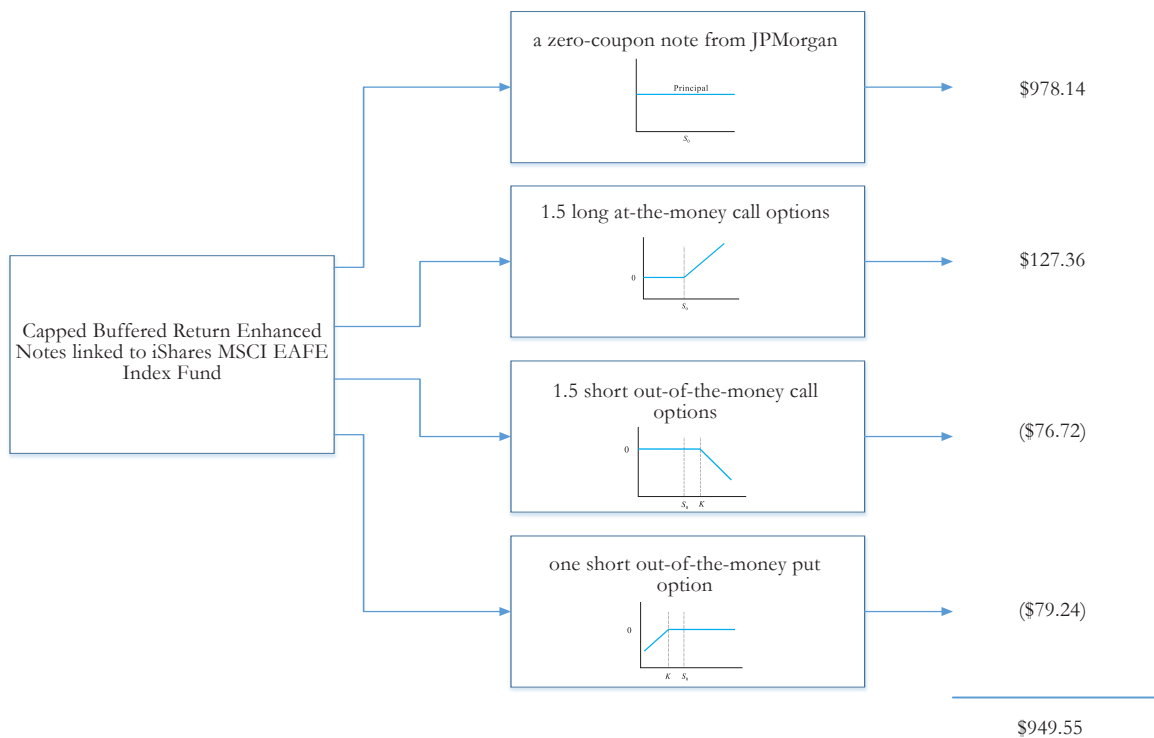 a zero-coupon note from JPMorgan
Principal
S₀
$978.14
1.5 long at-the-money call options
0
S₀
$127.36
Capped Buffered Return Enhanced
Notes linked to iShares MSCI EAFE
Index Fund
1.5 short out-of-the-money call
options
0
S₀ K
($76.72)
one short out-of-the-money put
option
0
K S₀
($79.24)
$949.55